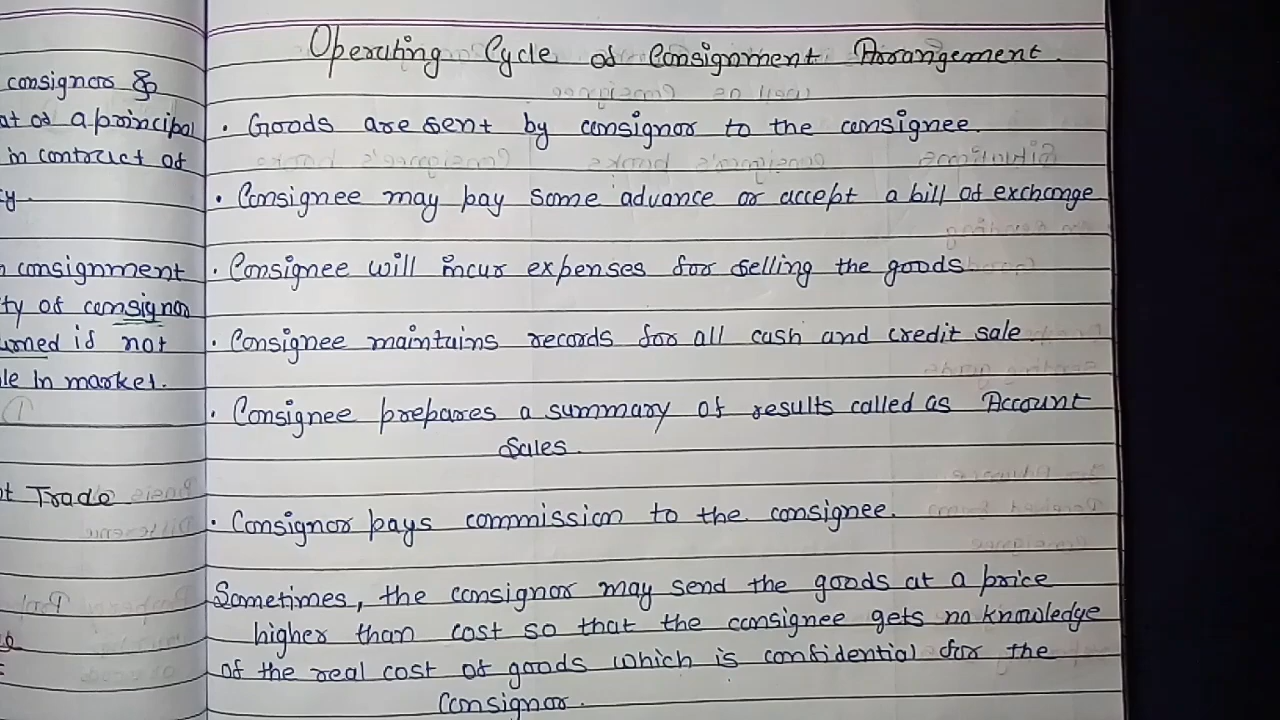 consignor &
at of a principal
in contract of
y.
consignment
ty of consignor
urned is not
le in market.
t Trade
Operating Cycle of Consignment Arrangement.
• Goods are sent by consignor to the consignee.
• Consignee may pay some advance or accept a bill of exchange
• Consignee will incur expenses for selling the goods
• Consignee maintains records for all cash and credit sale.
• Consignee prepares a summary of results called as Account
Sales.
• Consignor pays commission to the consignee.
Sometimes, the consignor may send the goods at a price
higher than cost so that the consignee gets no knowledge
of the real cost of goods which is confidential for the
Consignor.